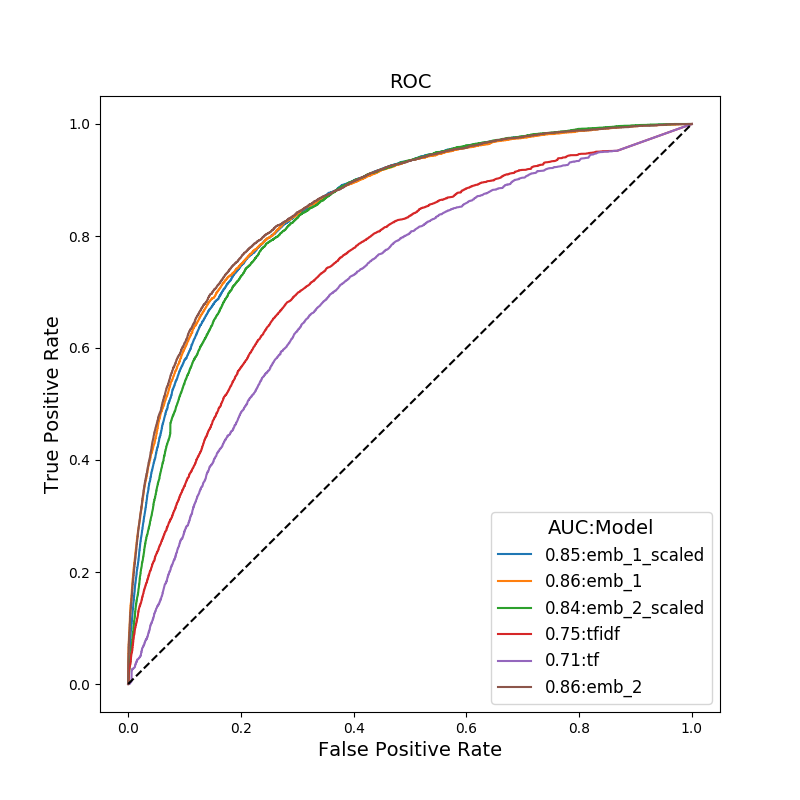 ROC
True Positive Rate
1.0
0.8
0.6
0.4
0.2
0.0
0.0 0.2 0.4 0.6 0.8 1.0
False Positive Rate
AUC:Model
0.85:emb_1_scaled
0.86:emb_1
0.84:emb_2_scaled
0.75:tfidf
0.71:tf
0.86:emb_2